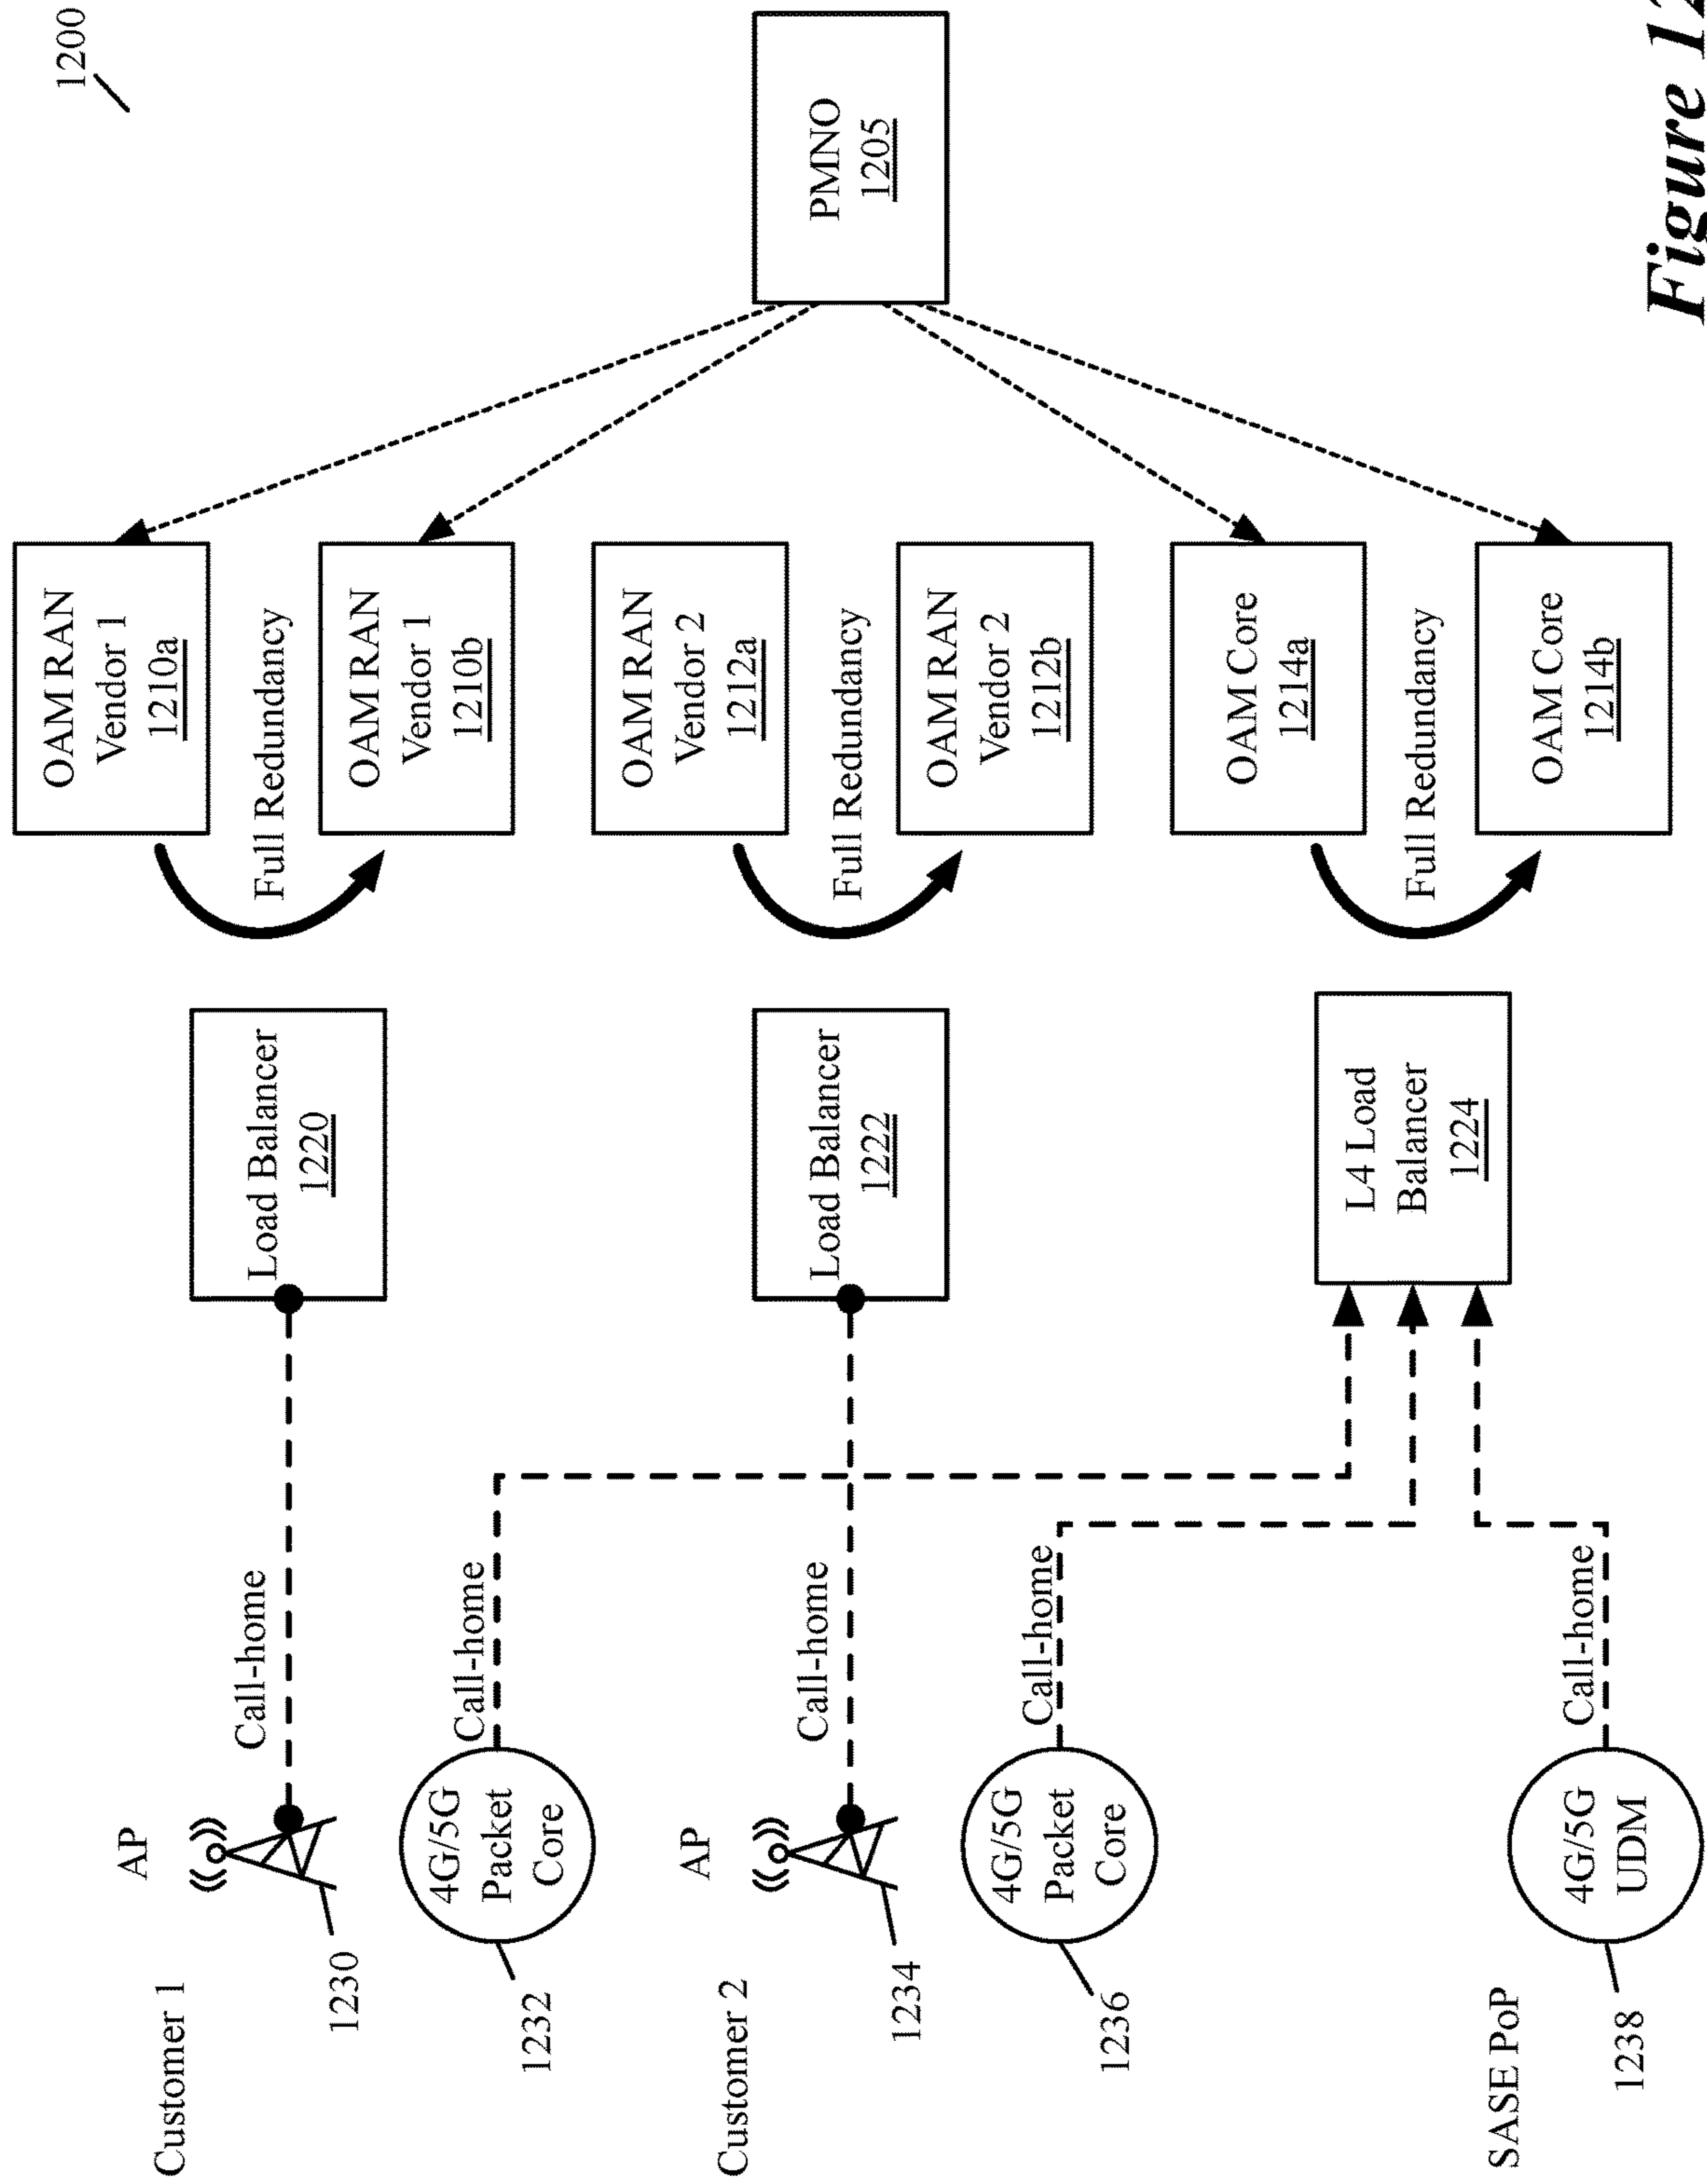 1200
PMNO
1205
OAM RAN
Vendor 1
1210a
Full Redundancy
OAM RAN
Vendor 1
1210b
OAM RAN
Vendor 2
1212a
Full Redundancy
OAM RAN
Vendor 2
1212b
OAM Core
1214a
Full Redundancy
OAM Core
1214b
Load Balancer
1220
Load Balancer
1222
L4 Load
Balancer
1224
Customer 1
AP
1230
Call-home
4G/5G
Packet
Core
1232
Call-home
Customer 2
AP
1234
Call-home
4G/5G
Packet
Core
1236
Call-home
SASE PoP
4G/5G
UDM
1238
Call-home
Figure 12